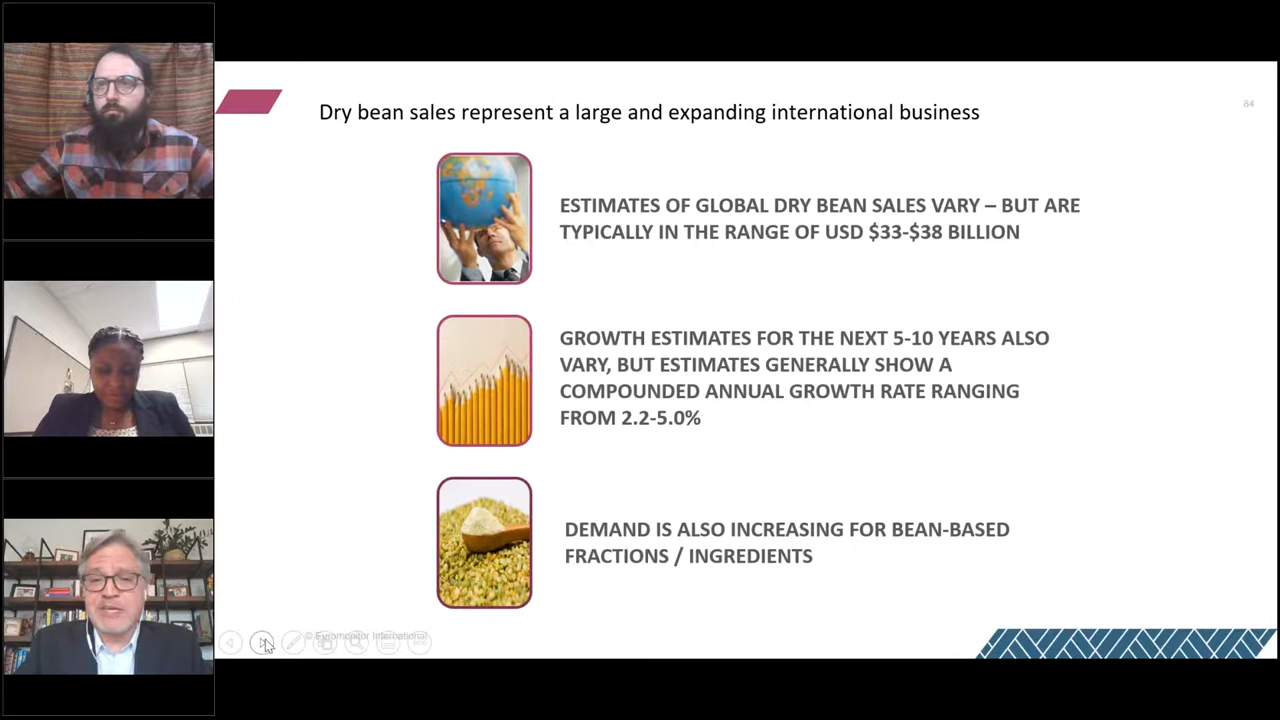 Dry bean sales represent a large and expanding international business
84
ESTIMATES OF GLOBAL DRY BEAN SALES VARY – BUT ARE
TYPICALLY IN THE RANGE OF USD $33-$38 BILLION
GROWTH ESTIMATES FOR THE NEXT 5-10 YEARS ALSO
VARY, BUT ESTIMATES GENERALLY SHOW A
COMPOUNDED ANNUAL GROWTH RATE RANGING
FROM 2.2-5.0%
DEMAND IS ALSO INCREASING FOR BEAN-BASED
FRACTIONS / INGREDIENTS
© Euromonitor International